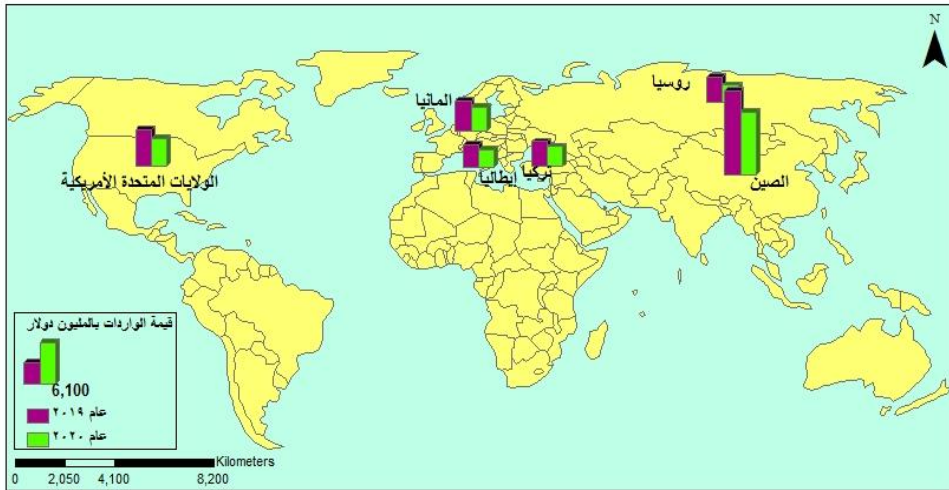 N
روسيا
المانيا
الولايات المتحدة الأمريكية
إيطاليا
تركيا
الصين
قيمة الواردات بالمليون دولار
6,100
عام ٢٠١٩
عام ٢٠٢٠
Kilometers
0 2,050 4,100 8,200